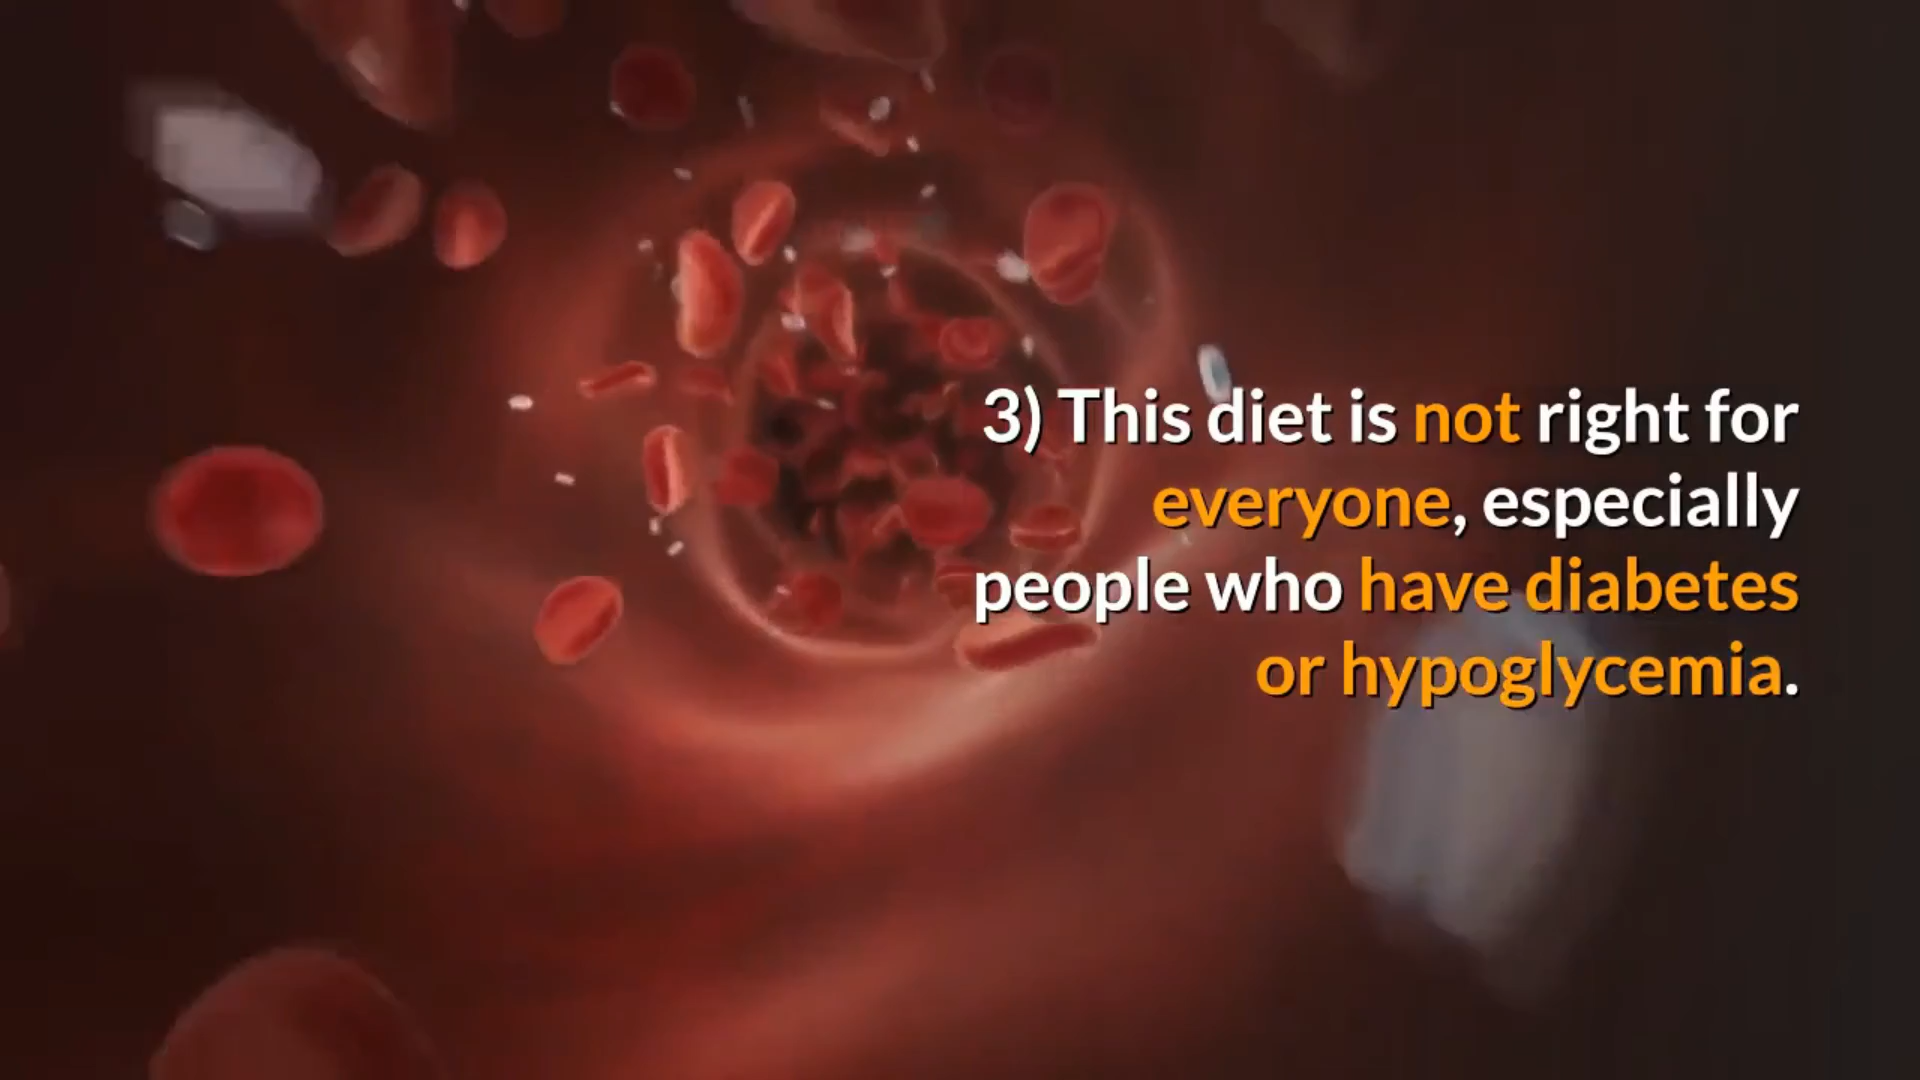 3) This diet is not right for
everyone, especially
people who have diabetes
or hypoglycemia.